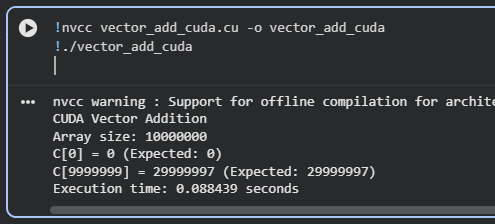 !nvcc vector_add_cuda.cu -o vector_add_cuda
!./vector_add_cuda
nvcc warning : Support for offline compilation for
CUDA Vector Addition
Array size: 10000000
C[0] = 0 (Expected: 0)
C[9999999] = 29999997 (Expected: 29999997)
Execution time: 0.088439 seconds